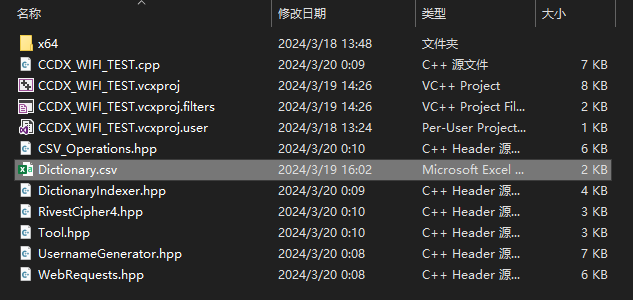 名称 修改日期 类型 大小
x64 2024/3/18 13:48 文件夹
CCDX_WIFI_TEST.cpp 2024/3/20 0:09 C++ 源文件 7 KB
CCDX_WIFI_TEST.vcxproj 2024/3/19 14:26 VC++ Project 8 KB
CCDX_WIFI_TEST.vcxproj.filters 2024/3/19 14:26 VC++ Project Fil... 2 KB
CCDX_WIFI_TEST.vcxproj.user 2024/3/18 13:24 Per-User Project... 1 KB
CSV_Operations.hpp 2024/3/20 0:10 C++ Header 源... 6 KB
Dictionary.csv 2024/3/19 16:02 Microsoft Excel ... 2 KB
DictionaryIndexer.hpp 2024/3/20 0:09 C++ Header 源... 4 KB
RivestCipher4.hpp 2024/3/20 0:10 C++ Header 源... 3 KB
Tool.hpp 2024/3/20 0:10 C++ Header 源... 3 KB
UsernameGenerator.hpp 2024/3/20 0:08 C++ Header 源... 7 KB
WebRequests.hpp 2024/3/20 0:08 C++ Header 源... 6 KB